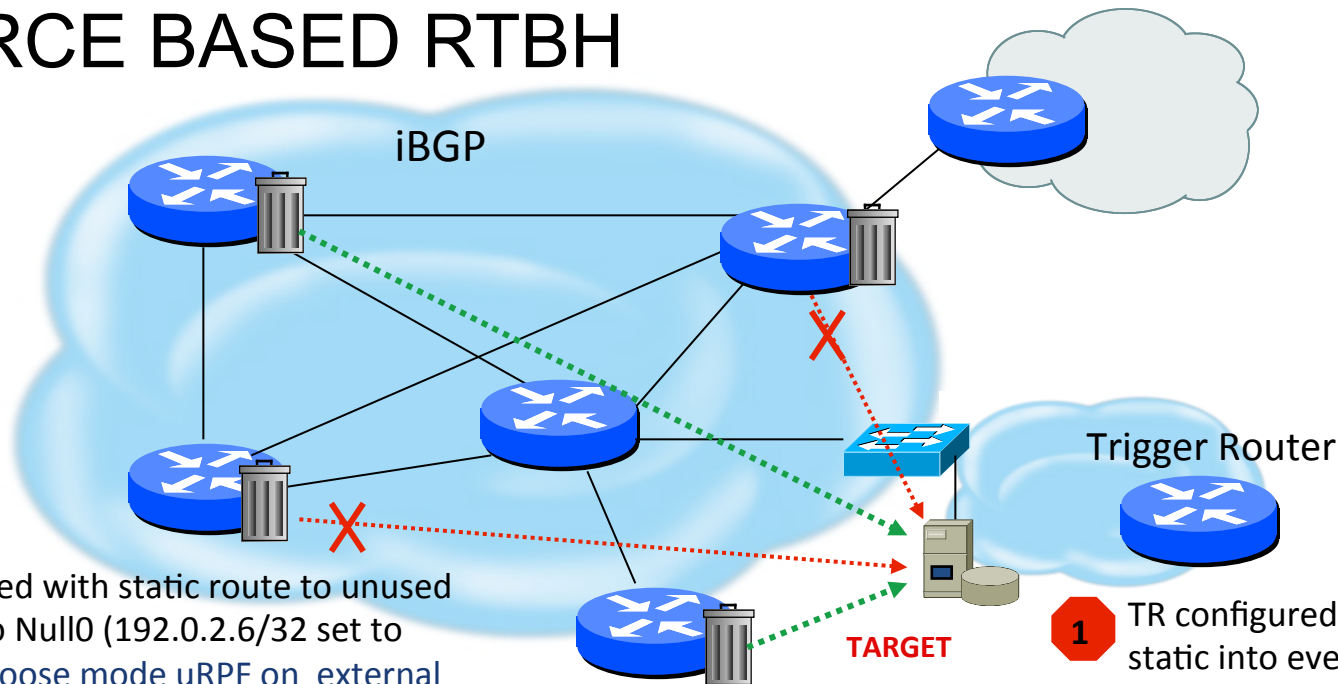 RCE BASED RTBH
iBGP
Trigger Router
TARGET
ed with static route to unused
Null0 (192.0.2.6/32 set to
oose mode uRPF on external
1
TR configured
static into eve